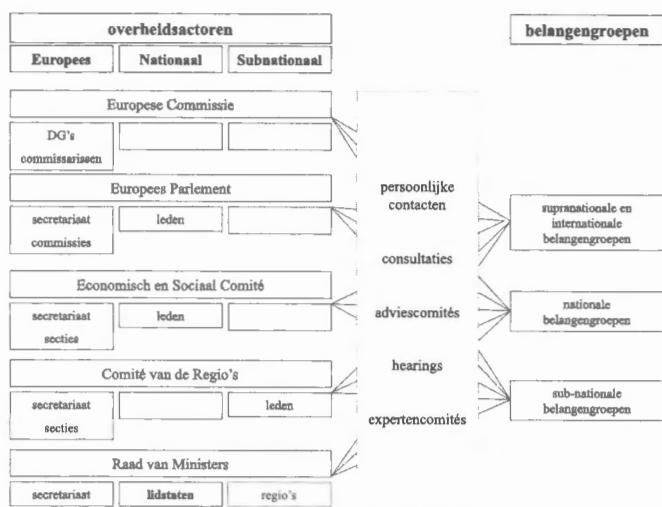 overheidsactoren
belangengroepen
Europees Nationaal Subnationaal
Europese Commissie
DG's
commissarissen
Europees Parlement
secretariaat leden
commissies
Economisch en Sociaal Comité
secretariaat leden
secties
Comité van de Regio's
secretariaat leden
secties
Raad van Ministers
secretariaat lidstaten regio's
persoonlijke
contacten
consultaties
adviescomités
hearings
expertencomités
supranationale en
internationale
belangengroepen
nationale
belangengroepen
sub-nationale
belangengroepen